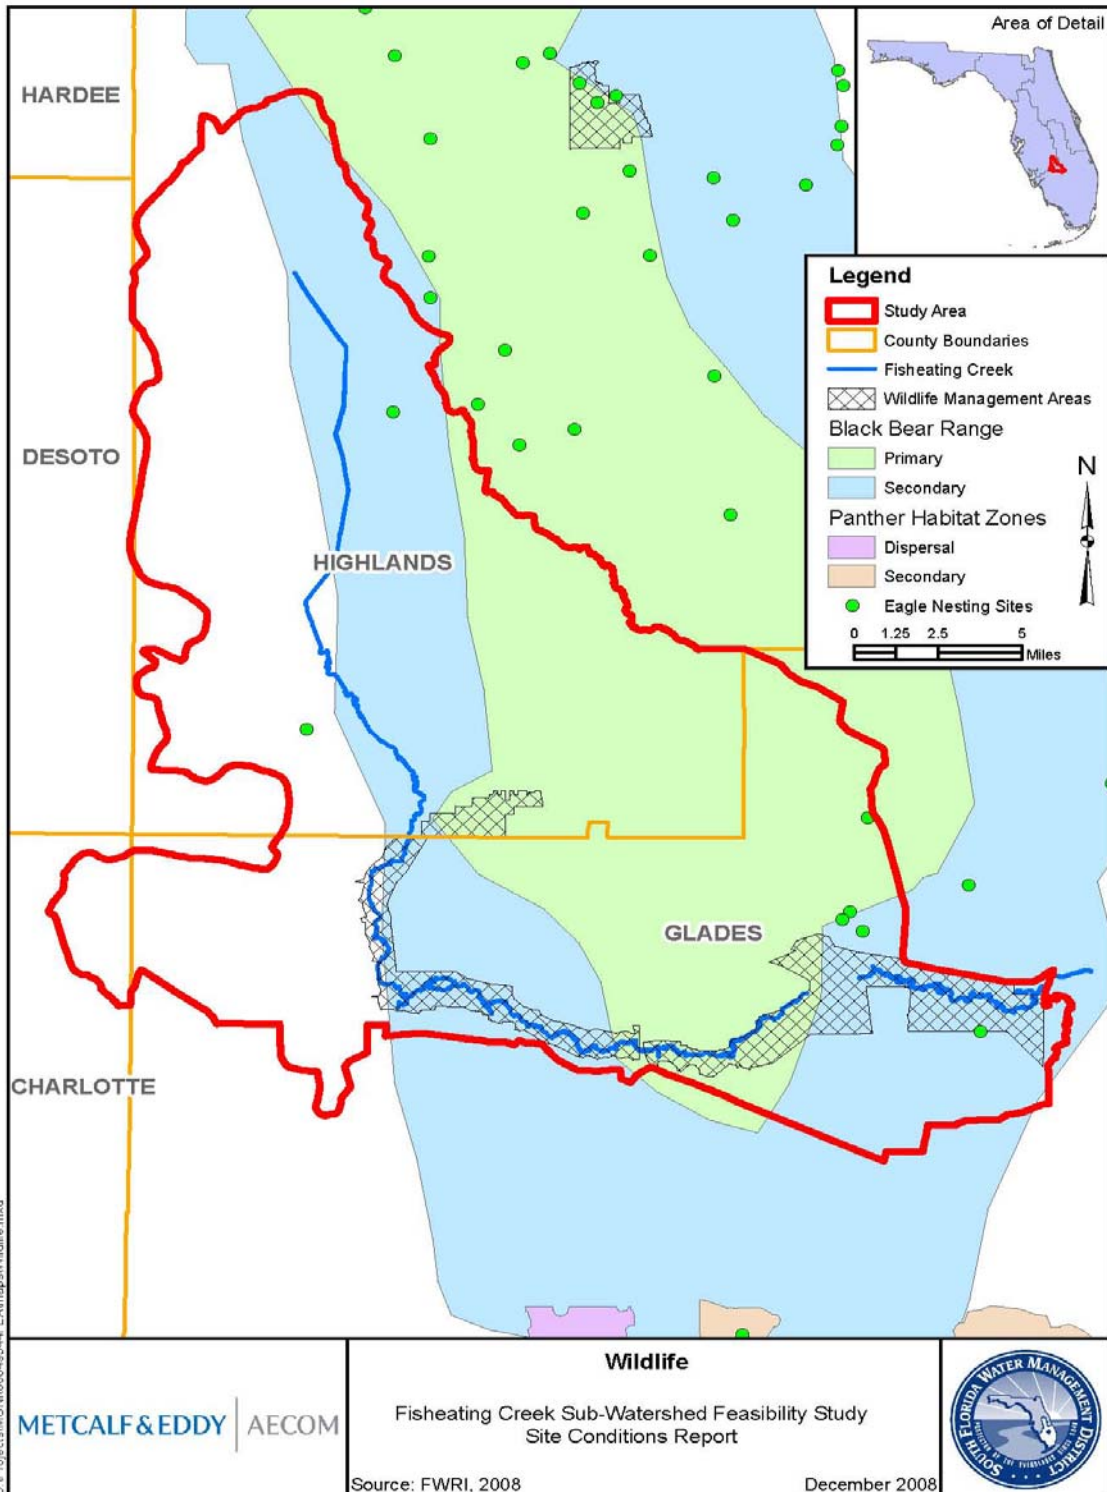 Area of Detail
HARDEE
DESOTO
HIGHLANDS
GLADES
CHARLOTTE
Legend
Study Area
County Boundaries
Fisheating Creek
Wildlife Management Areas
Black Bear Range
Primary
Secondary
Panther Habitat Zones
Dispersal
Secondary
Eagle Nesting Sites
N
0 1.25 2.5 5
Miles
METCALF & EDDY | AECOM
Wildlife
Fisheating Creek Sub-Watershed Feasibility Study
Site Conditions Report
Source: FWRI, 2008
December 2008
SOUTH FLORIDA WATER MANAGEMENT DISTRICT